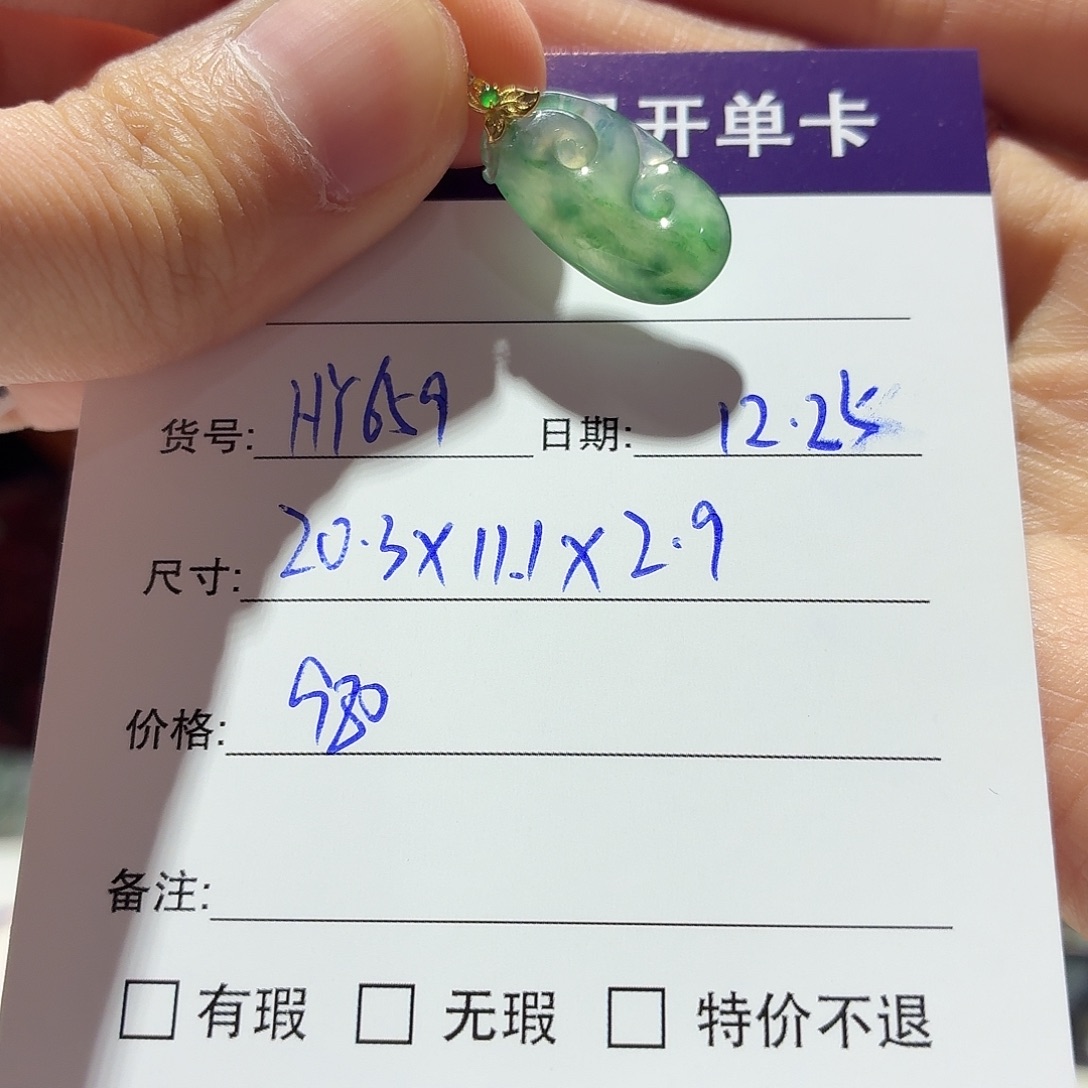 开单卡
货号: HY659 日期: 12.25
尺寸: 20.3X11.1X2.9
价格: 980
备注:
□ 有瑕 □ 无瑕 □ 特价不退